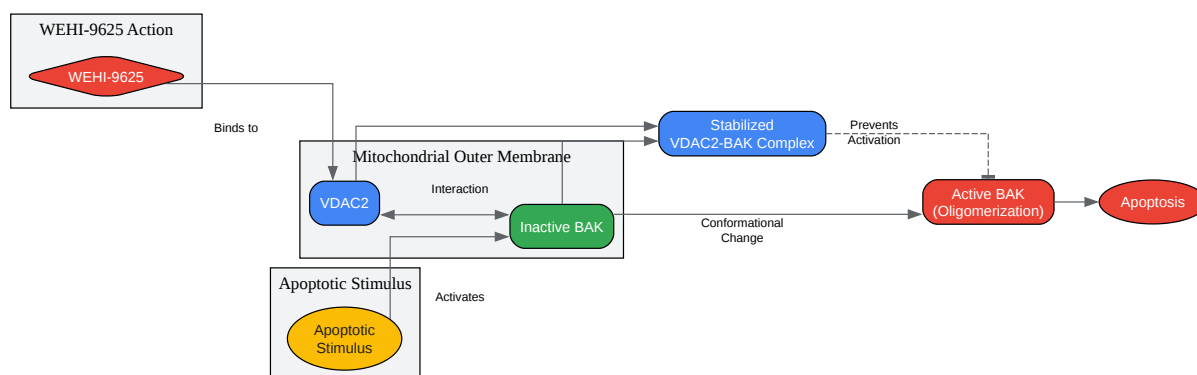 WEHI-9625 Action
WEHI-9625
Binds to
Stabilized
VDAC2-BAK Complex
Prevents
Activation
Mitochondrial Outer Membrane
VDAC2
Interaction
Inactive BAK
Conformational
Change
Active BAK
(Oligomerization)
Apoptosis
Apoptotic Stimulus
Activates
Apoptotic
Stimulus